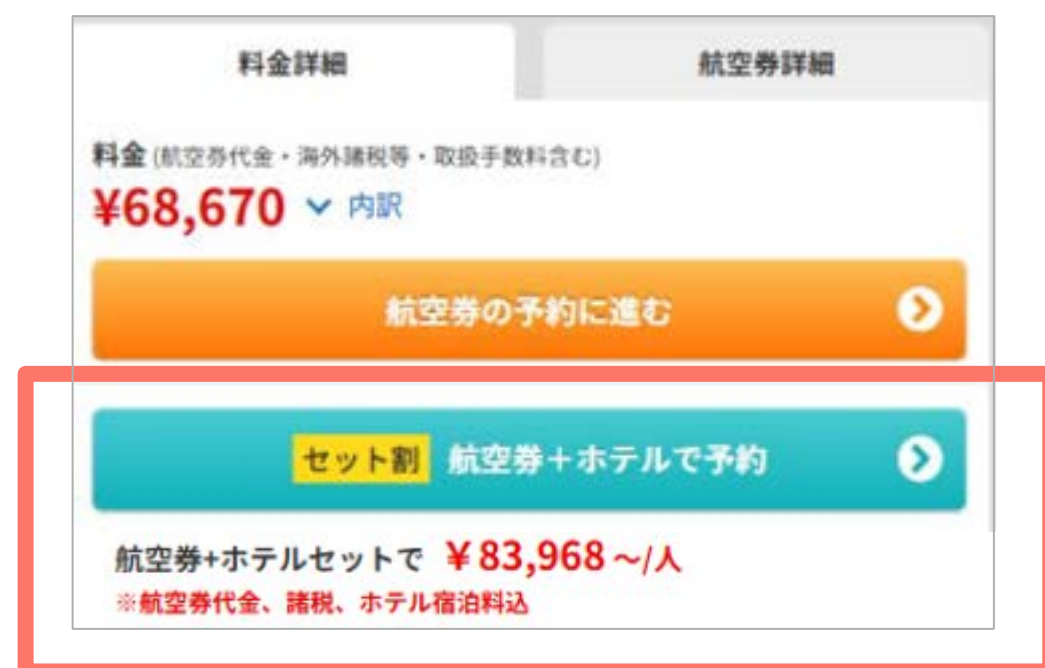 料金詳細
航空券詳細
料金 (航空券代金・海外諸税等・取扱手数料含む)
¥68,670 内訳
航空券の予約に進む
セット割 航空券＋ホテルで予約
航空券+ホテルセットで ￥83,968～/人
※航空券代金、諸税、ホテル宿泊料込